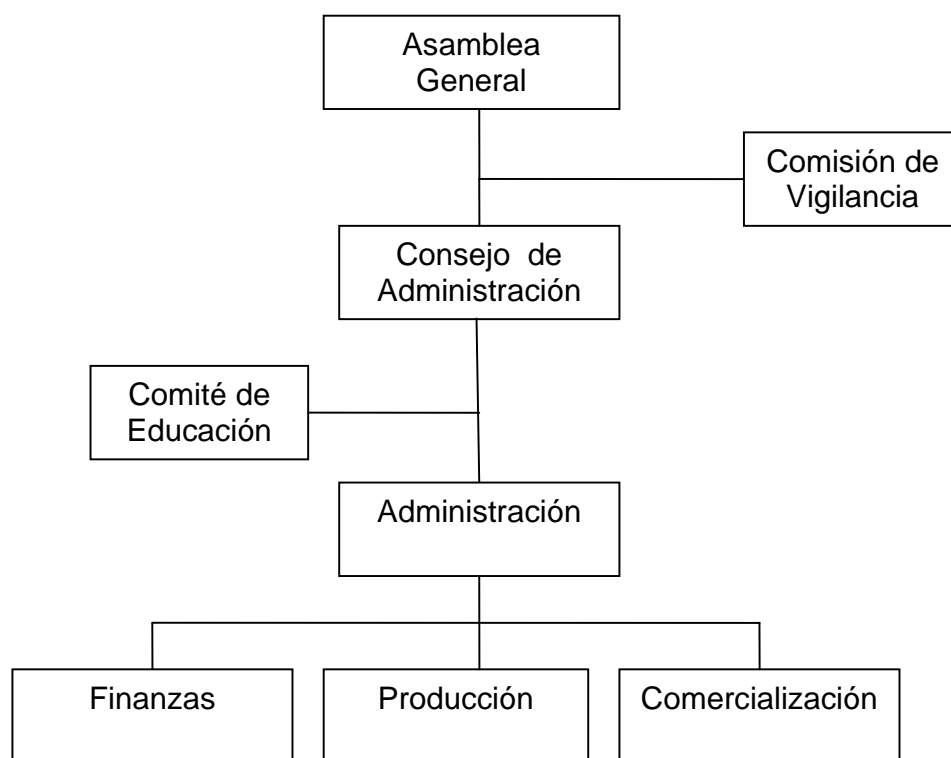 Asamblea
General
Comisión de
Vigilancia
Consejo de
Administración
Comité de
Educación
Administración
Finanzas
Producción
Comercialización